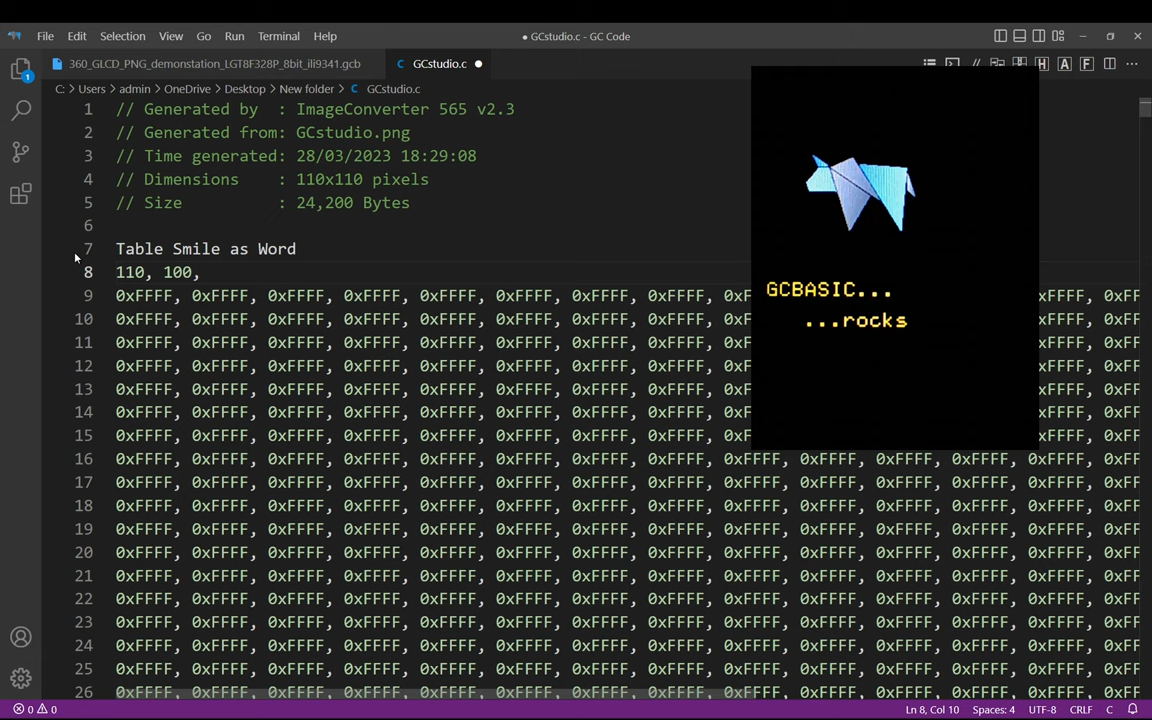 File Edit Selection View Go Run Terminal Help
● GCstudio.c - GC Code
1
360_GLCD_PNG_demonstation_LGT8F328P_8bit_ili9341.gcb
C GCstudio.c ●
H A F
C: > Users > admin > OneDrive > Desktop > New folder > C GCstudio.c
1 // Generated by  : ImageConverter 565 v2.3
2 // Generated from: GCstudio.png
3 // Time generated: 28/03/2023 18:29:08
4 // Dimensions    : 110x110 pixels
5 // Size          : 24,200 Bytes
6
7 Table Smile as Word
8 110, 100,
9 0xFFFF, 0xFFFF, 0xFFFF, 0xFFFF, 0xFFFF, 0xFFFF, 0xFFFF, 0xFFFF,
10 0xFFFF, 0xFFFF, 0xFFFF, 0xFFFF, 0xFFFF, 0xFFFF, 0xFFFF, 0xFFFF,
11 0xFFFF, 0xFFFF, 0xFFFF, 0xFFFF, 0xFFFF, 0xFFFF, 0xFFFF, 0xFFFF,
12 0xFFFF, 0xFFFF, 0xFFFF, 0xFFFF, 0xFFFF, 0xFFFF, 0xFFFF, 0xFFFF,
13 0xFFFF, 0xFFFF, 0xFFFF, 0xFFFF, 0xFFFF, 0xFFFF, 0xFFFF, 0xFFFF,
14 0xFFFF, 0xFFFF, 0xFFFF, 0xFFFF, 0xFFFF, 0xFFFF, 0xFFFF, 0xFFFF,
15 0xFFFF, 0xFFFF, 0xFFFF, 0xFFFF, 0xFFFF, 0xFFFF, 0xFFFF, 0xFFFF,
16 0xFFFF, 0xFFFF, 0xFFFF, 0xFFFF, 0xFFFF, 0xFFFF, 0xFFFF, 0xFFFF, 0xFFFF, 0xFFFF, 0xFFFF, 0xFFFF, 0xFFFF, 0xFF
17 0xFFFF, 0xFFFF, 0xFFFF, 0xFFFF, 0xFFFF, 0xFFFF, 0xFFFF, 0xFFFF, 0xFFFF, 0xFFFF, 0xFFFF, 0xFFFF, 0xFFFF, 0xFF
18 0xFFFF, 0xFFFF, 0xFFFF, 0xFFFF, 0xFFFF, 0xFFFF, 0xFFFF, 0xFFFF, 0xFFFF, 0xFFFF, 0xFFFF, 0xFFFF, 0xFFFF, 0xFF
19 0xFFFF, 0xFFFF, 0xFFFF, 0xFFFF, 0xFFFF, 0xFFFF, 0xFFFF, 0xFFFF, 0xFFFF, 0xFFFF, 0xFFFF, 0xFFFF, 0xFFFF, 0xFF
20 0xFFFF, 0xFFFF, 0xFFFF, 0xFFFF, 0xFFFF, 0xFFFF, 0xFFFF, 0xFFFF, 0xFFFF, 0xFFFF, 0xFFFF, 0xFFFF, 0xFFFF, 0xFF
21 0xFFFF, 0xFFFF, 0xFFFF, 0xFFFF, 0xFFFF, 0xFFFF, 0xFFFF, 0xFFFF, 0xFFFF, 0xFFFF, 0xFFFF, 0xFFFF, 0xFFFF, 0xFF
22 0xFFFF, 0xFFFF, 0xFFFF, 0xFFFF, 0xFFFF, 0xFFFF, 0xFFFF, 0xFFFF, 0xFFFF, 0xFFFF, 0xFFFF, 0xFFFF, 0xFFFF, 0xFF
23 0xFFFF, 0xFFFF, 0xFFFF, 0xFFFF, 0xFFFF, 0xFFFF, 0xFFFF, 0xFFFF, 0xFFFF, 0xFFFF, 0xFFFF, 0xFFFF, 0xFFFF, 0xFF
24 0xFFFF, 0xFFFF, 0xFFFF, 0xFFFF, 0xFFFF, 0xFFFF, 0xFFFF, 0xFFFF, 0xFFFF, 0xFFFF, 0xFFFF, 0xFFFF, 0xFFFF, 0xFF
25 0xFFFF, 0xFFFF, 0xFFFF, 0xFFFF, 0xFFFF, 0xFFFF, 0xFFFF, 0xFFFF, 0xFFFF, 0xFFFF, 0xFFFF, 0xFFFF, 0xFFFF, 0xFF
26 0xFFFF, 0xFFFF, 0xFFFF, 0xFFFF, 0xFFFF, 0xFFFF, 0xFFFF, 0xFFFF, 0xFFFF, 0xFFFF, 0xFFFF, 0xFFFF, 0xFFFF, 0xFF
GCBASIC...
...rocks
0 0
Ln 8, Col 10 Spaces: 4 UTF-8 CRLF C